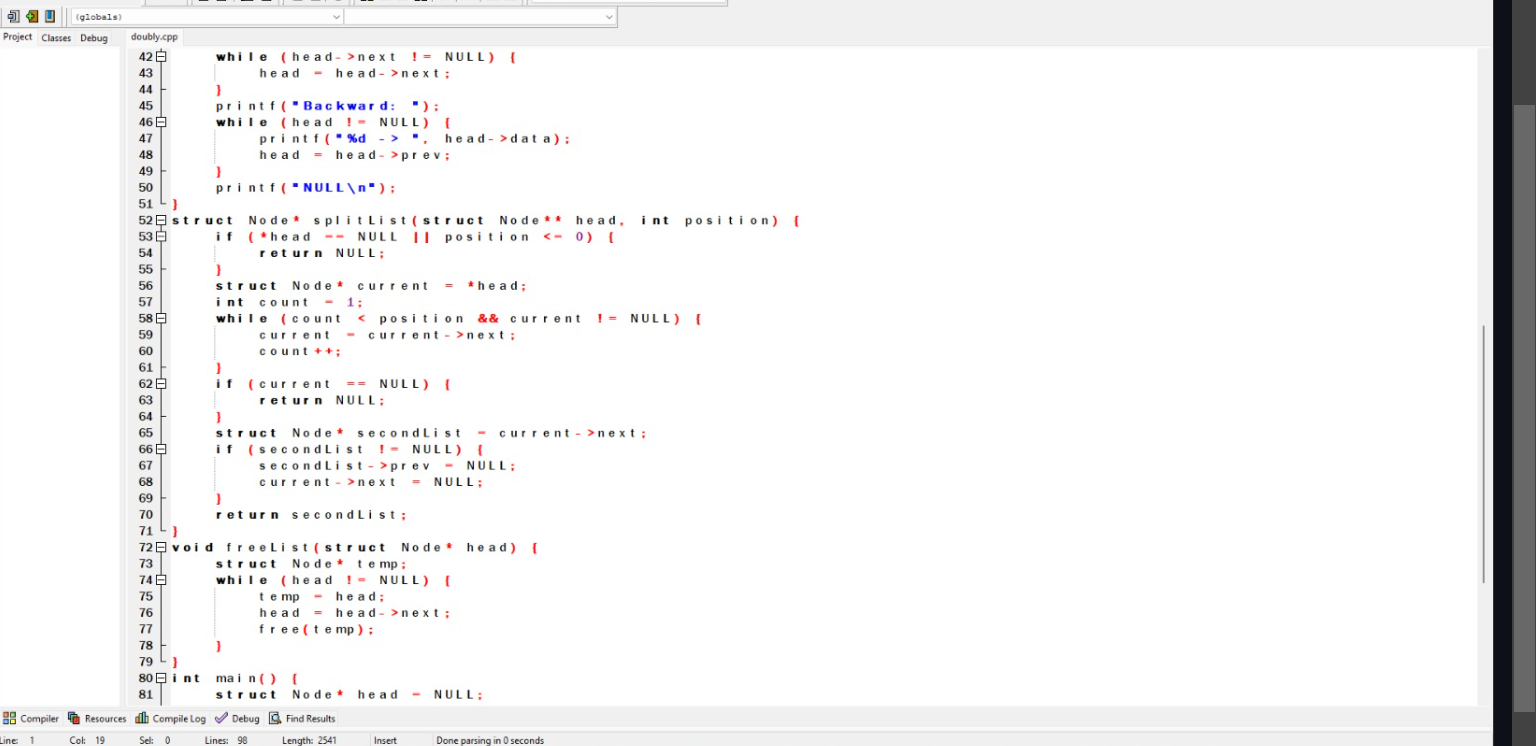 (globals)
Project Classes Debug
doubly.cpp
42 while (head->next != NULL) {
43 head = head->next;
44 }
45 printf("Backward: ");
46 while (head != NULL) {
47 printf("%d -> ", head->data);
48 head = head->prev;
49 }
50 printf("NULL\n");
51 }
52 struct Node* splitList(struct Node** head, int position) {
53 if (*head == NULL || position <= 0) {
54 return NULL;
55 }
56 struct Node* current = *head;
57 int count = 1;
58 while (count < position && current != NULL) {
59 current = current->next;
60 count++;
61 }
62 if (current == NULL) {
63 return NULL;
64 }
65 struct Node* secondList = current->next;
66 if (secondList != NULL) {
67 secondList->prev = NULL;
68 current->next = NULL;
69 }
70 return secondList;
71 }
72 void freeList(struct Node* head) {
73 struct Node* temp;
74 while (head != NULL) {
75 temp = head;
76 head = head->next;
77 free(temp);
78 }
79 }
80 int main() {
81 struct Node* head = NULL;
Compiler Resources Compile Log Debug Find Results
Line: 1 Col: 19 Sel: 0 Lines: 98 Length: 2541 Insert Done parsing in 0 seconds